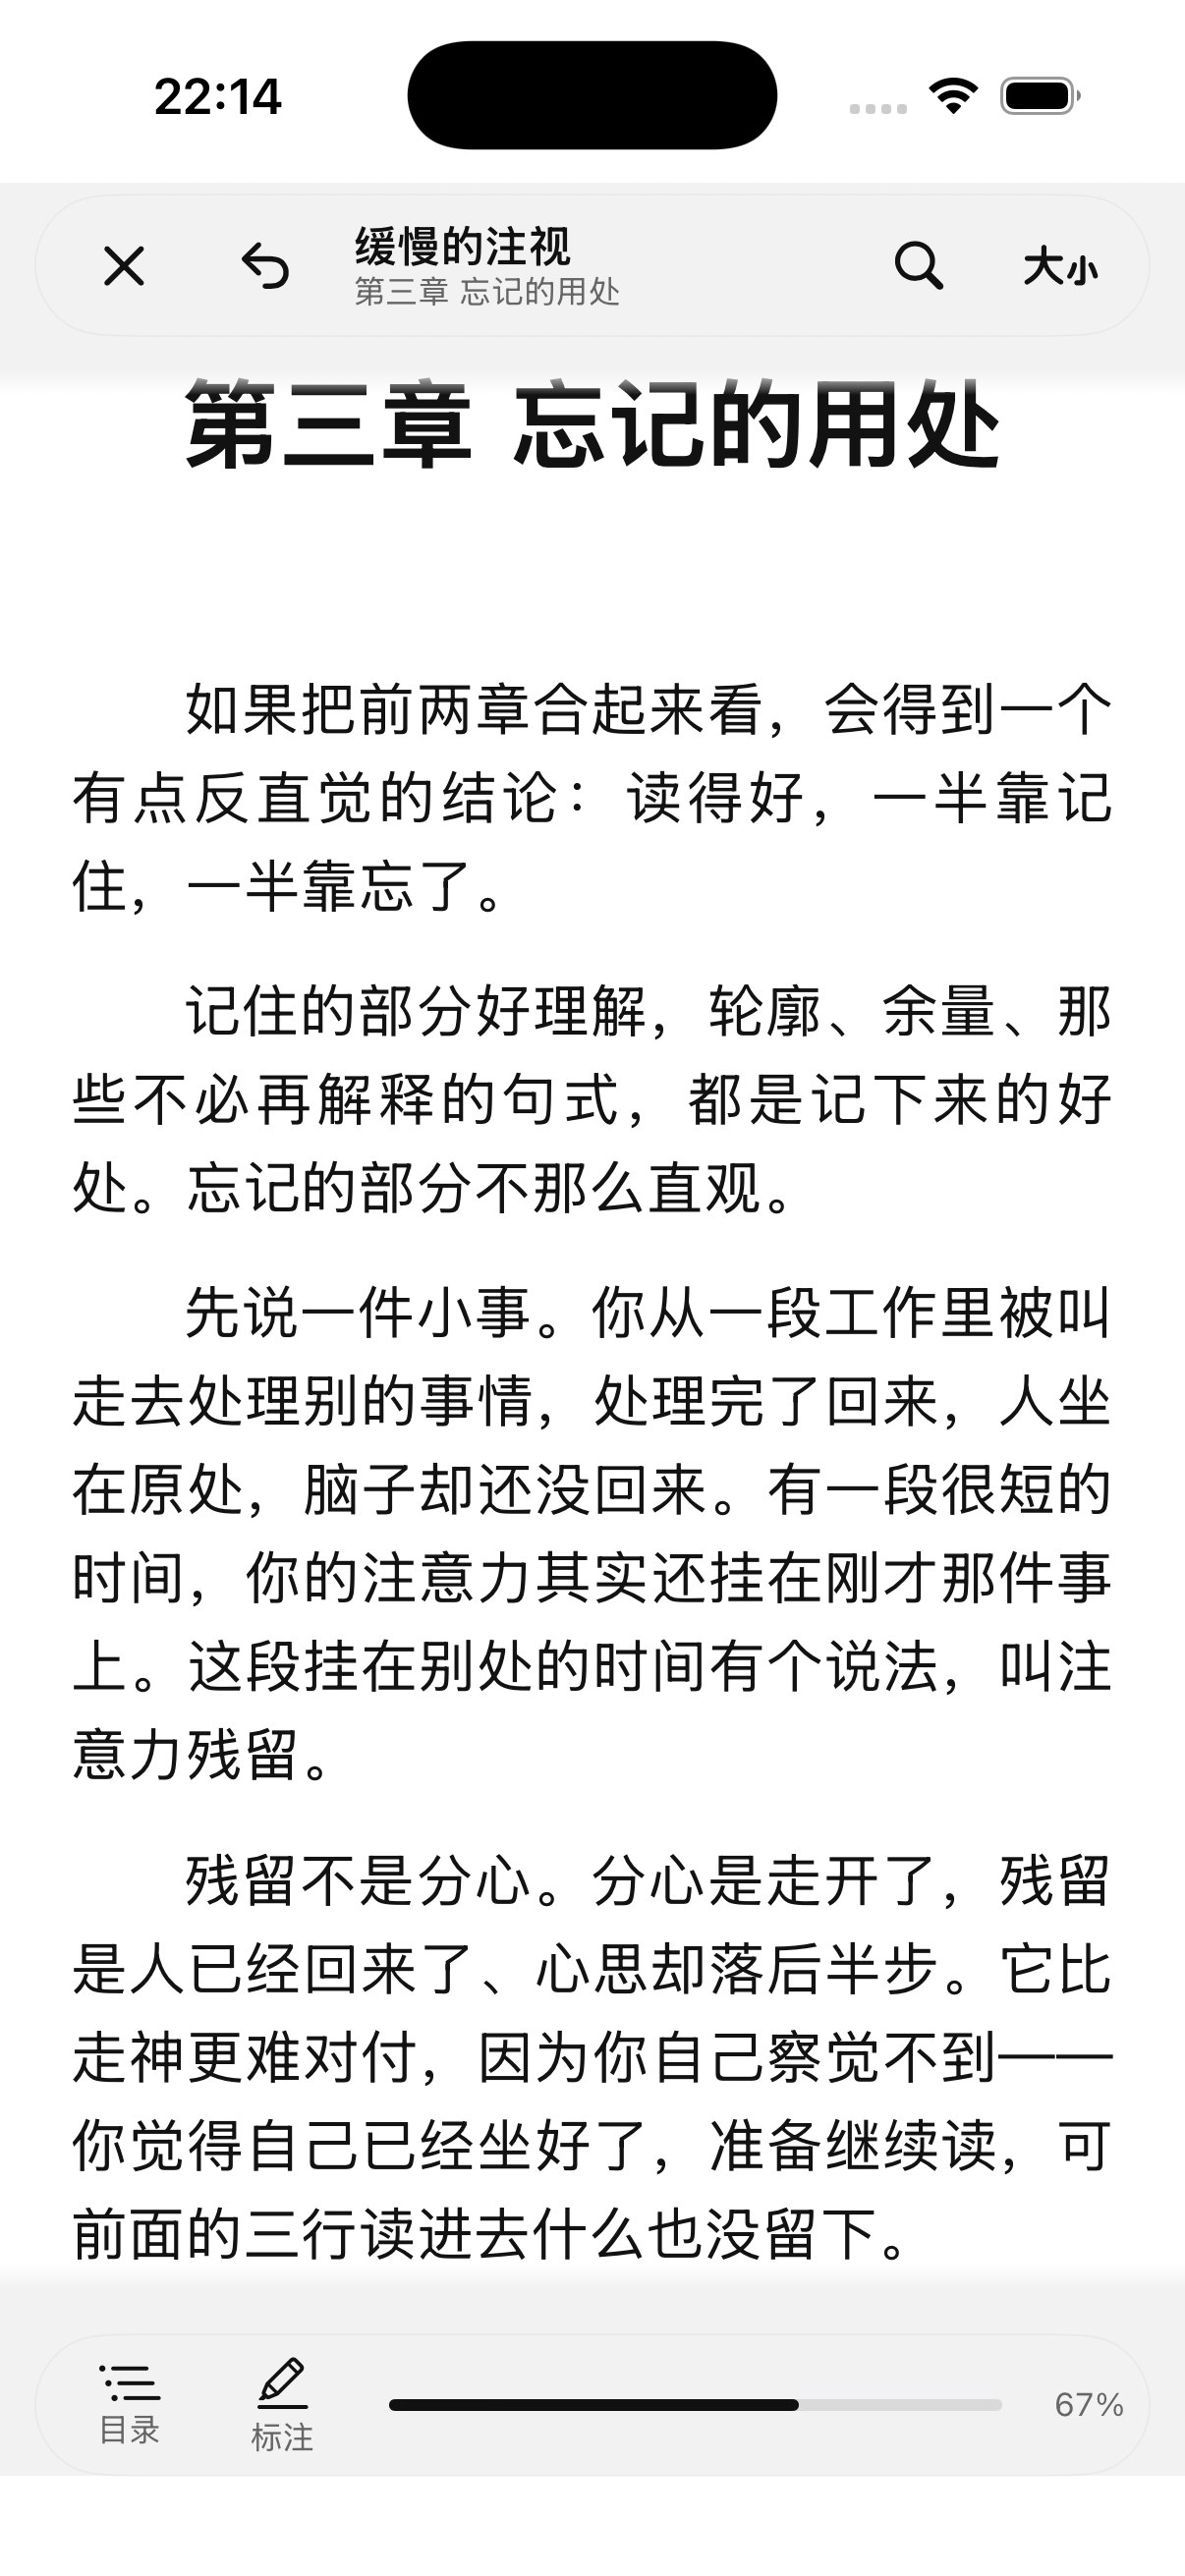 22:14
缓慢的注视
第三章 忘记的用处
大小
第三章 忘记的用处
如果把前两章合起来看，会得到一个
有点反直觉的结论：读得好，一半靠记
住，一半靠忘了。
记住的部分好理解，轮廓、余量、那
些不必再解释的句式，都是记下来的好
处。忘记的部分不那么直观。
先说一件小事。你从一段工作里被叫
走去处理别的事情，处理完了回来，人坐
在原处，脑子却还没回来。有一段很短的
时间，你的注意力其实还挂在刚才那件事
上。这段挂在别处的时间有个说法，叫注
意力残留。
残留不是分心。分心是走开了，残留
是人已经回来了、心思却落后半步。它比
走神更难对付，因为你自己察觉不到——
你觉得自己已经坐好了，准备继续读，可
前面的三行读进去什么也没留下。
目录
标注
67%